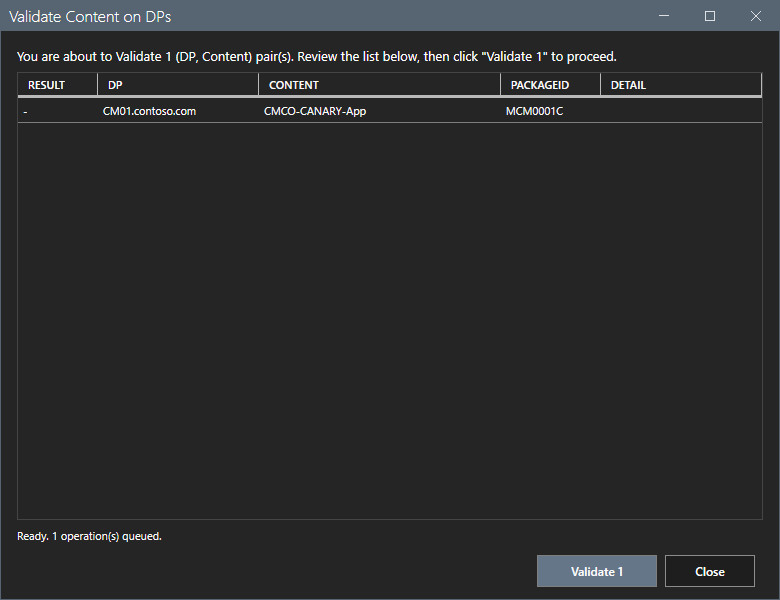 Validate Content on DPs
You are about to Validate 1 (DP, Content) pair(s). Review the list below, then click "Validate 1" to proceed.
RESULT DP CONTENT PACKAGEID DETAIL
- CM01.contoso.com CMCO-CANARY-App MCM0001C
Ready. 1 operation(s) queued.
Validate 1 Close